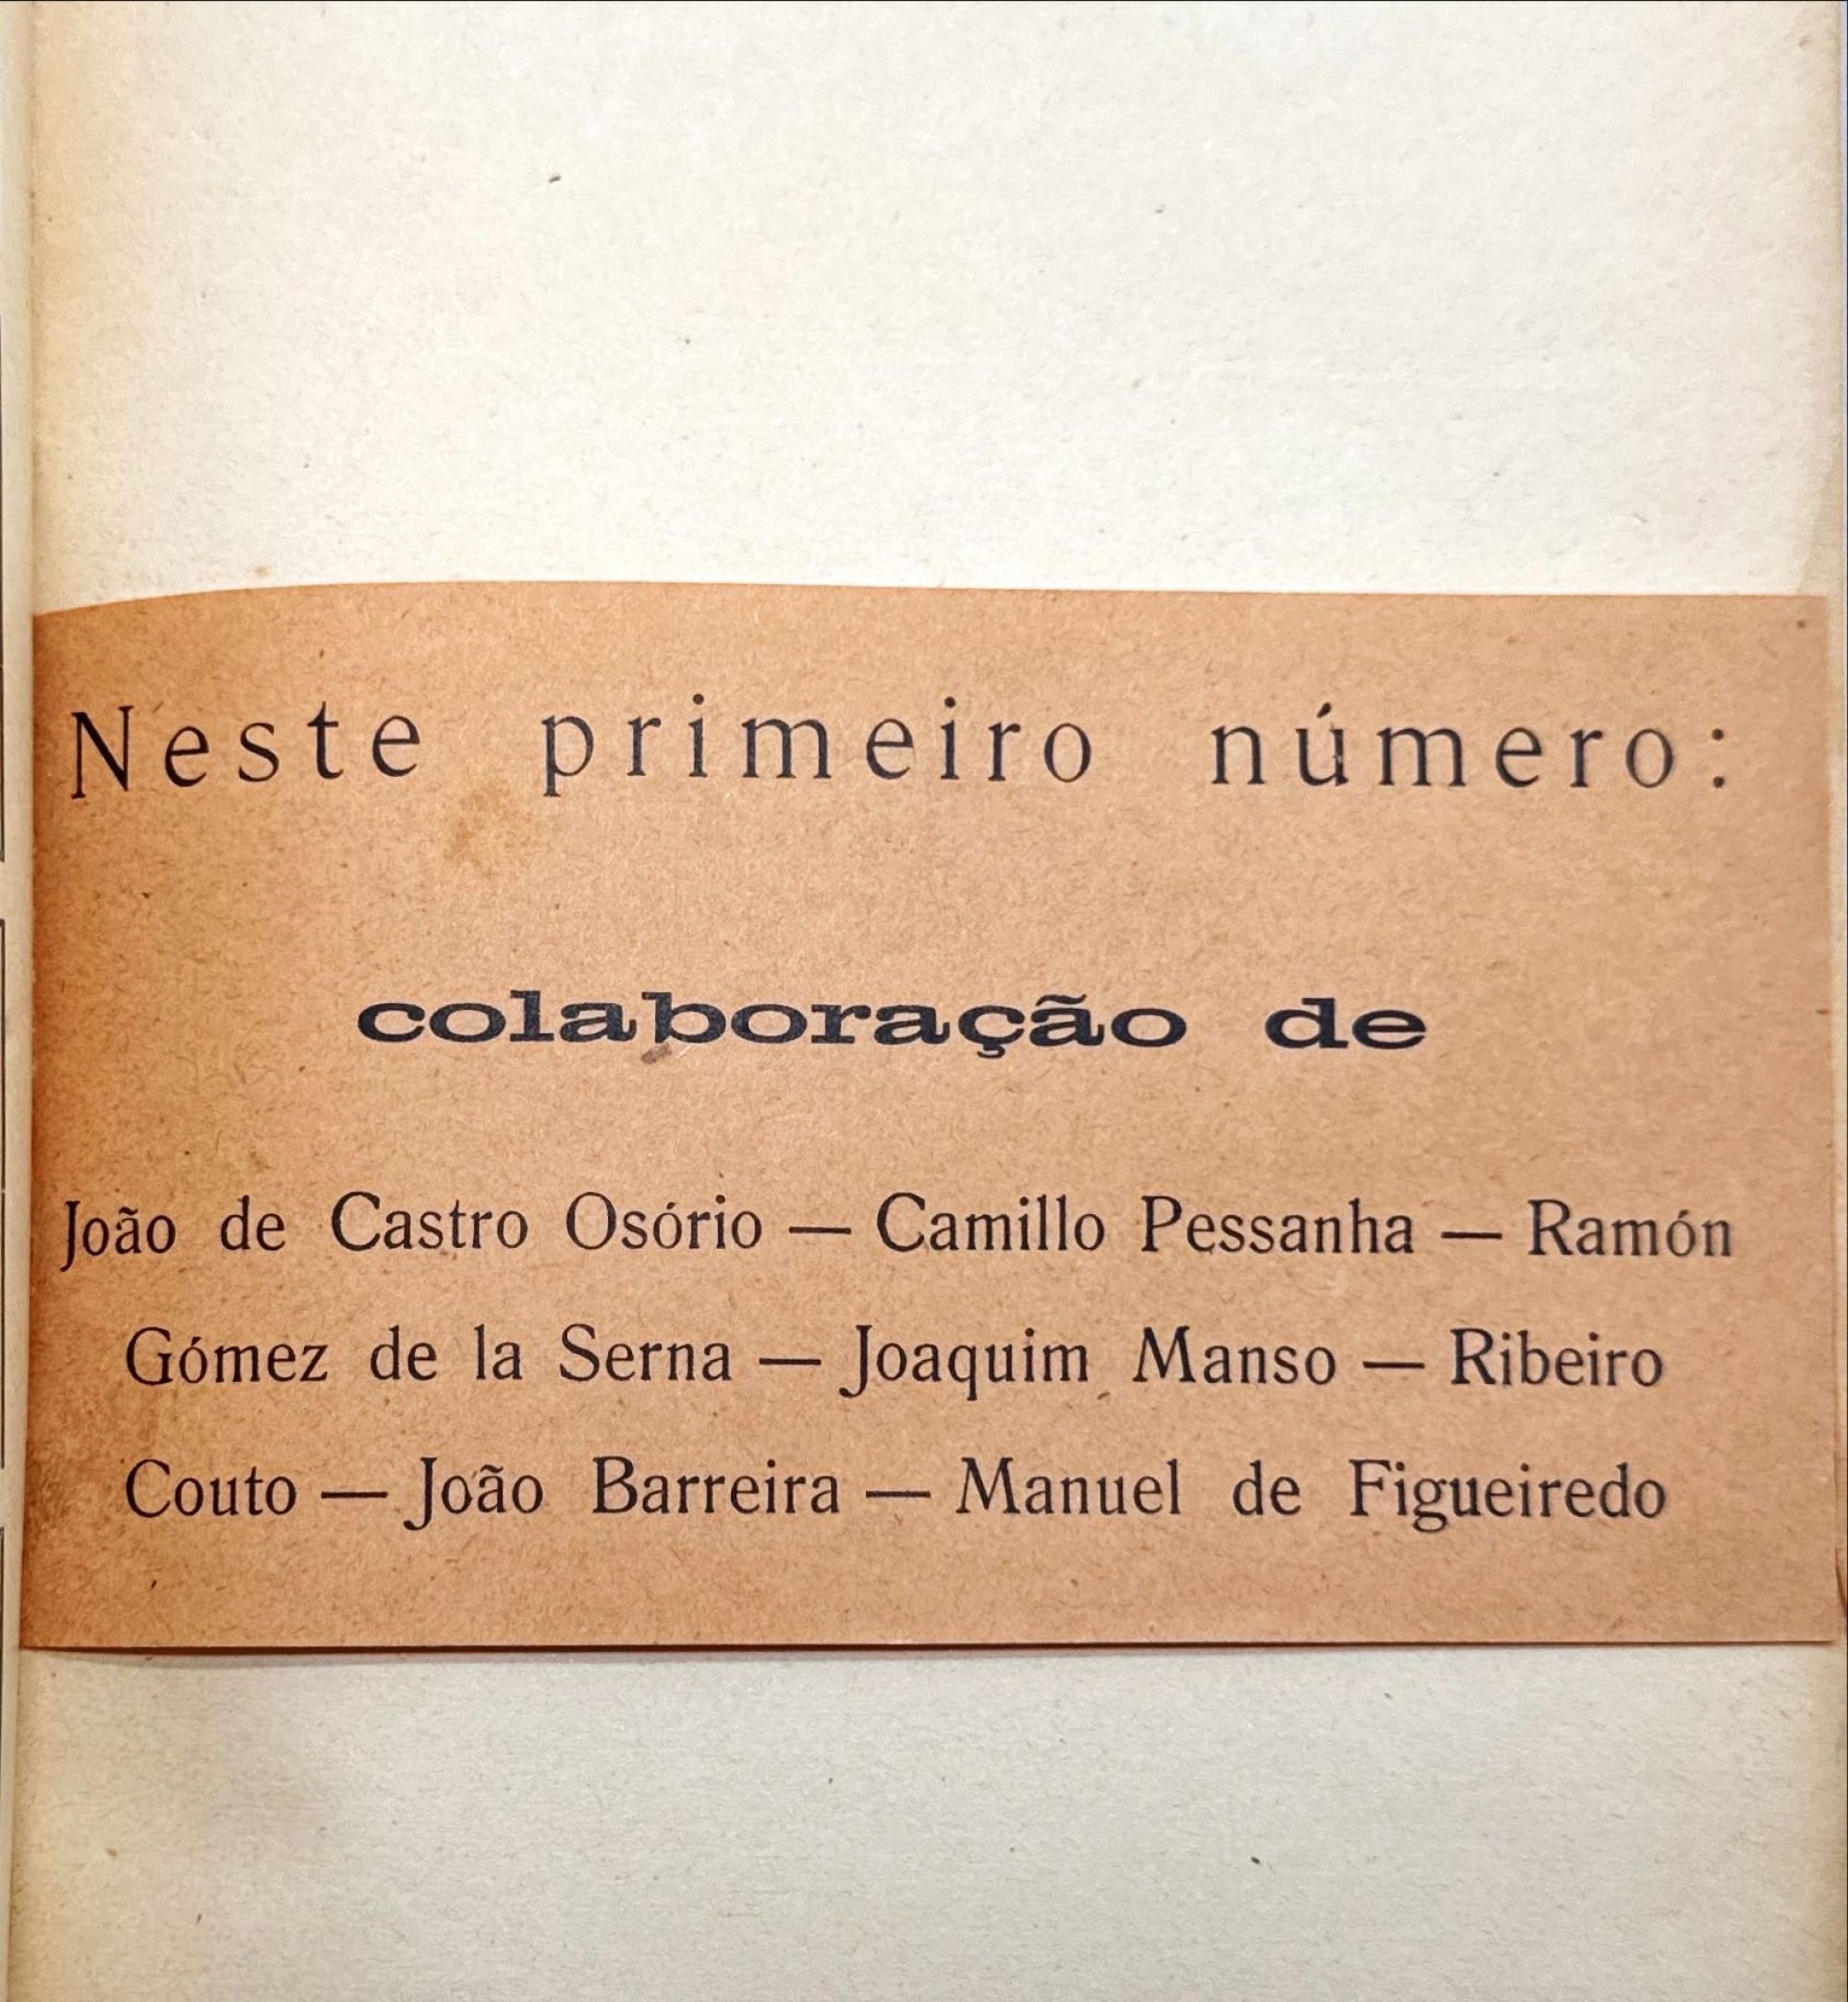 Neste primeiro número:
colaboração de
João de Castro Osório — Camillo Pessanha — Ramón
Gómez de la Serna — Joaquim Manso — Ribeiro
Couto — João Barreira — Manuel de Figueiredo